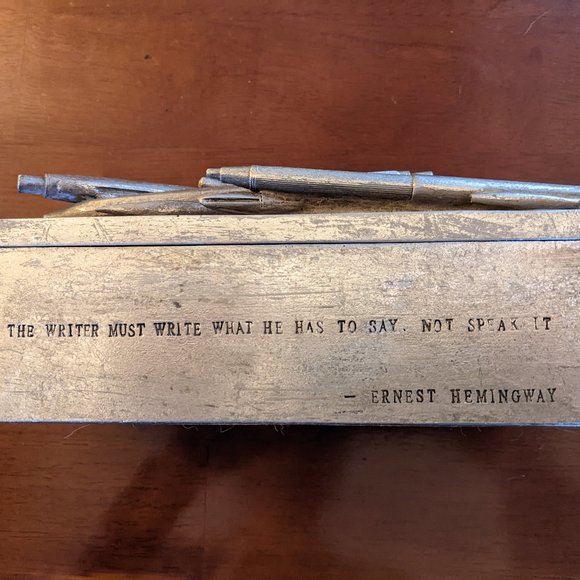 THE WRITER MUST WRITE WHAT HE HAS TO SAY. NOT SPEAK IT
— ERNEST HEMINGWAY